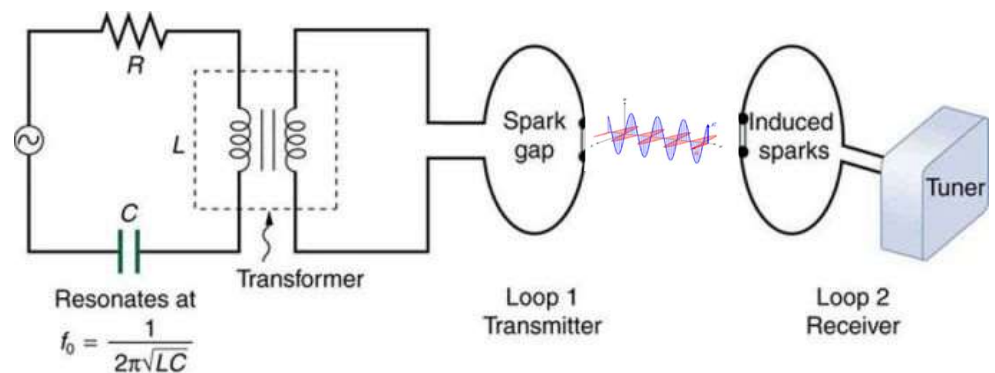 R
L
C
Transformer
Resonates at
f₀ = 1 / 2π√LC
Spark
gap
Loop 1
Transmitter
Induced
sparks
Tuner
Loop 2
Receiver